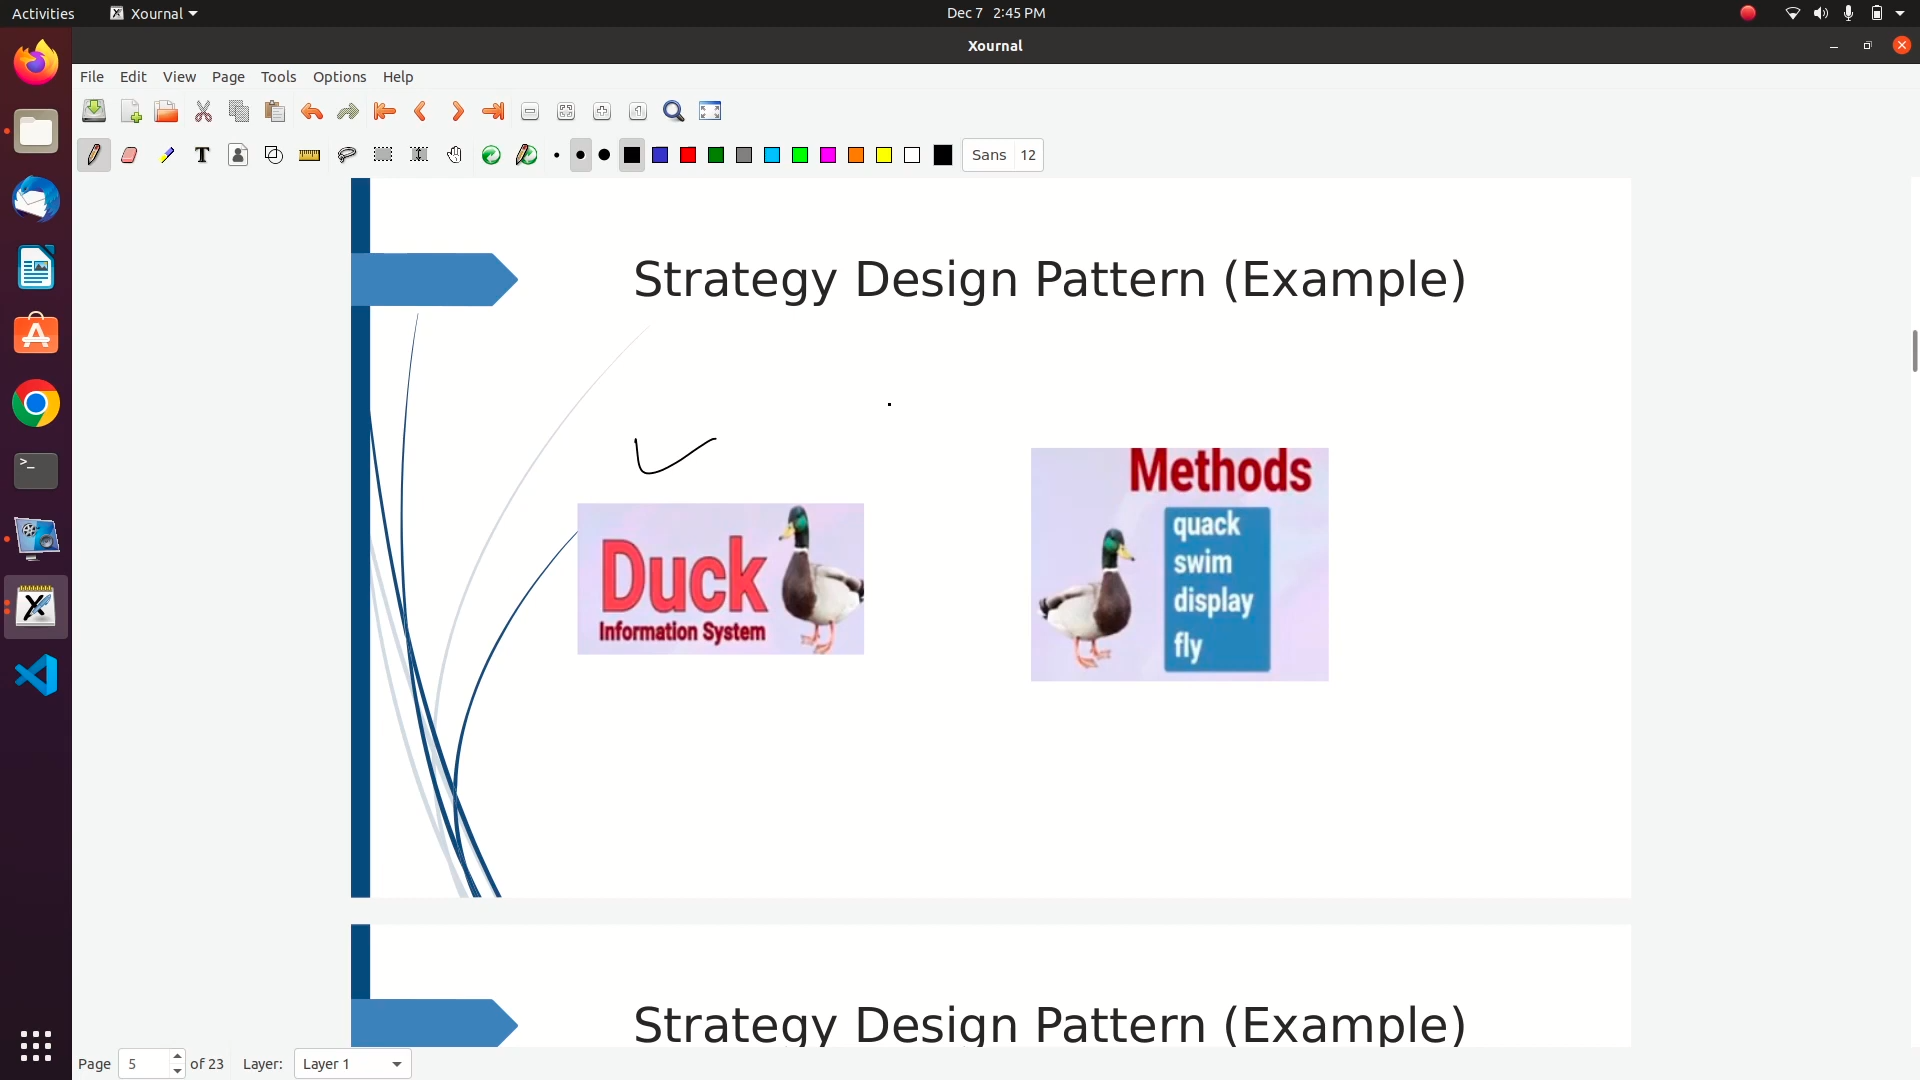 Activities
Xournal
Dec 7 2:45 PM
Xournal
File Edit View Page Tools Options Help
Sans 12
Strategy Design Pattern (Example)
Duck
Information System
Methods
quack
swim
display
fly
Strategy Design Pattern (Example)
Page 5 of 23 Layer: Layer 1